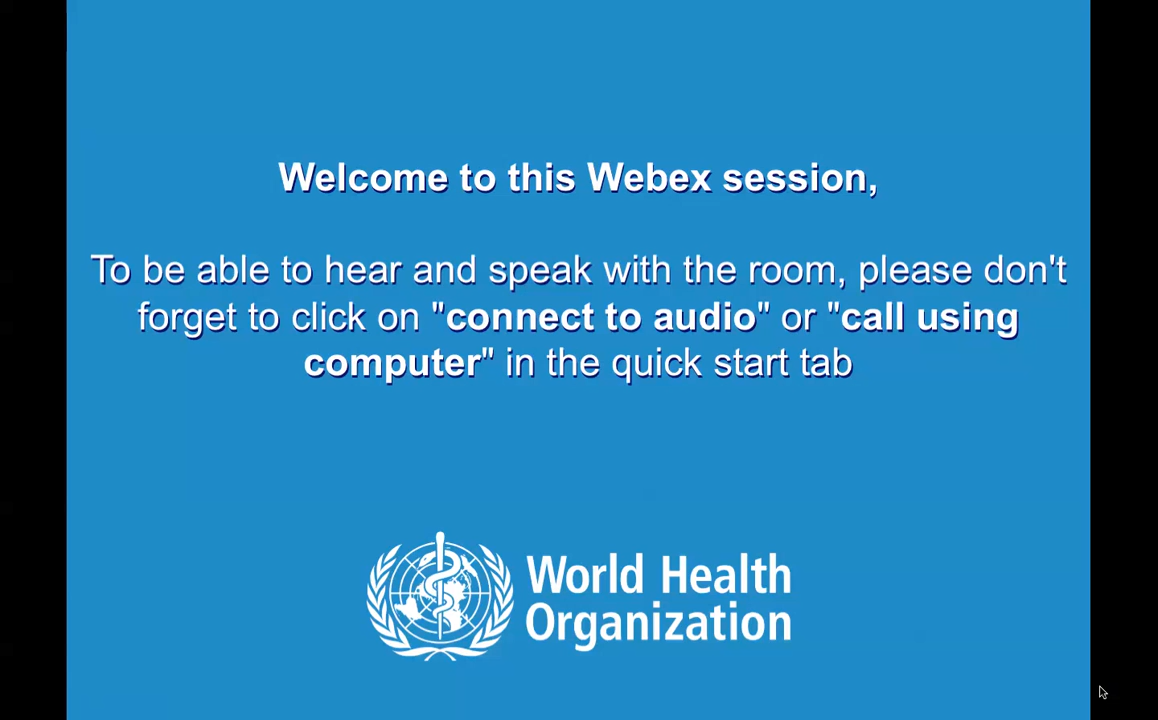 Welcome to this Webex session,
To be able to hear and speak with the room, please don't
forget to click on "connect to audio" or "call using
computer" in the quick start tab
World Health
Organization